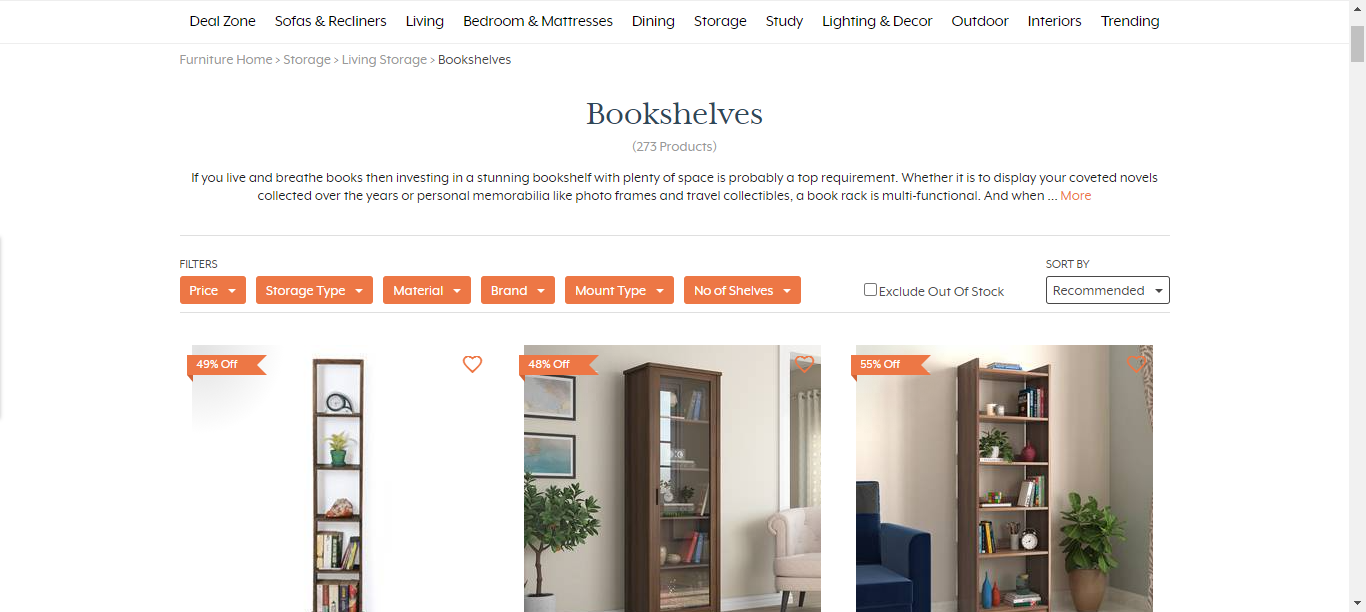 Deal Zone Sofas & Recliners Living Bedroom & Mattresses Dining Storage Study Lighting & Decor Outdoor Interiors Trending
Furniture Home > Storage > Living Storage > Bookshelves
Bookshelves
(273 Products)
If you live and breathe books then investing in a stunning bookshelf with plenty of space is probably a top requirement. Whether it is to display your coveted novels
collected over the years or personal memorabilia like photo frames and travel collectibles, a book rack is multi-functional. And when ... More
FILTERS SORT BY
Price Storage Type Material Brand Mount Type No of Shelves Exclude Out Of Stock Recommended
49% Off 48% Off 55% Off